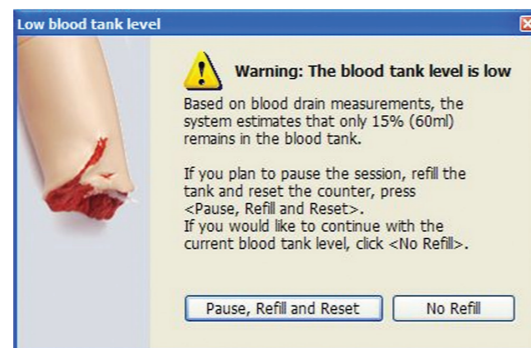 Low blood tank level
Warning: The blood tank level is low
Based on blood drain measurements, the
system estimates that only 15% (60ml)
remains in the blood tank.
If you plan to pause the session, refill the
tank and reset the counter, press
<Pause, Refill and Reset>.
If you would like to continue with the
current blood tank level, click <No Refill>.
Pause, Refill and Reset
No Refill